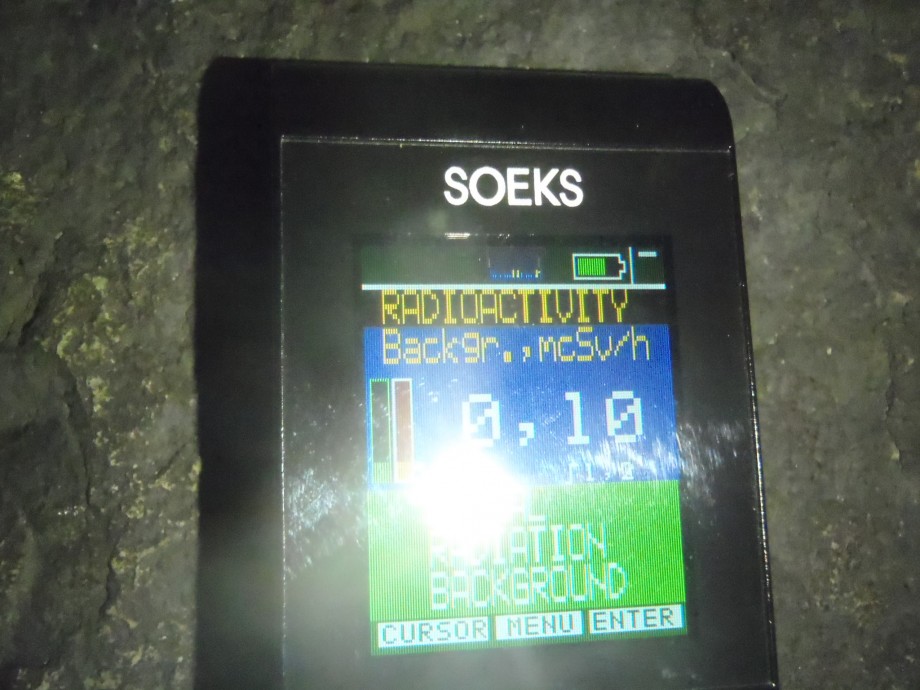 SOEKS
RADIOACTIVITY
Backgr.,mcSv/h
0,10
RADIATION
BACKGROUND
CURSOR MENU ENTER